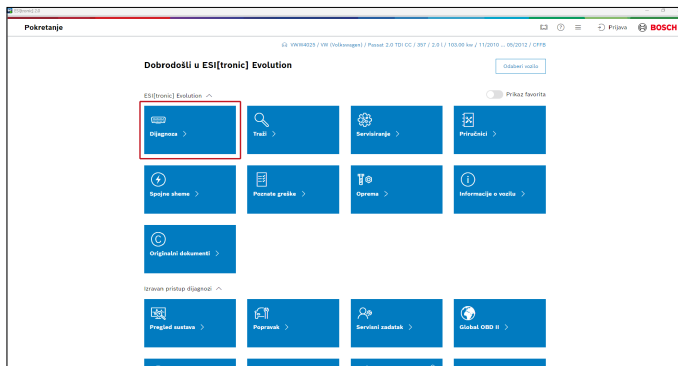 ESI[tronic] 2.0
Pokretanje
Prijava
BOSCH
VWW4025 / VW (Volkswagen) / Passat 2.0 TDI CC / 357 / 2.0 l / 103.00 kw / 11/2010 ... 05/2012 / CFFB
Dobrodošli u ESI[tronic] Evolution
Odaberi vozilo
ESI[tronic] Evolution
Prikaz favorita
Dijagnoza
Traži
Servisiranje
Priručnici
Spojne sheme
Poznate greške
Oprema
Informacije o vozilu
Originalni dokumenti
Izravan pristup dijagnozi
Pregled sustava
Popravak
Servisni zadatak
Global OBD II